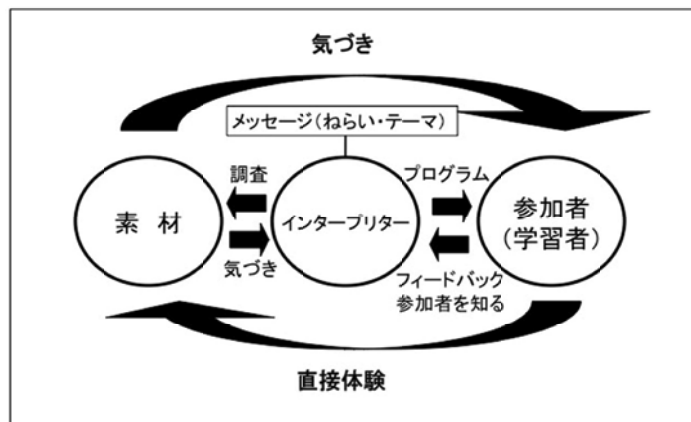 気づき
メッセージ(ねらい・テーマ)
調査
プログラム
素 材
インタープリター
参加者
(学習者)
気づき
フィードバック
参加者を知る
直接体験